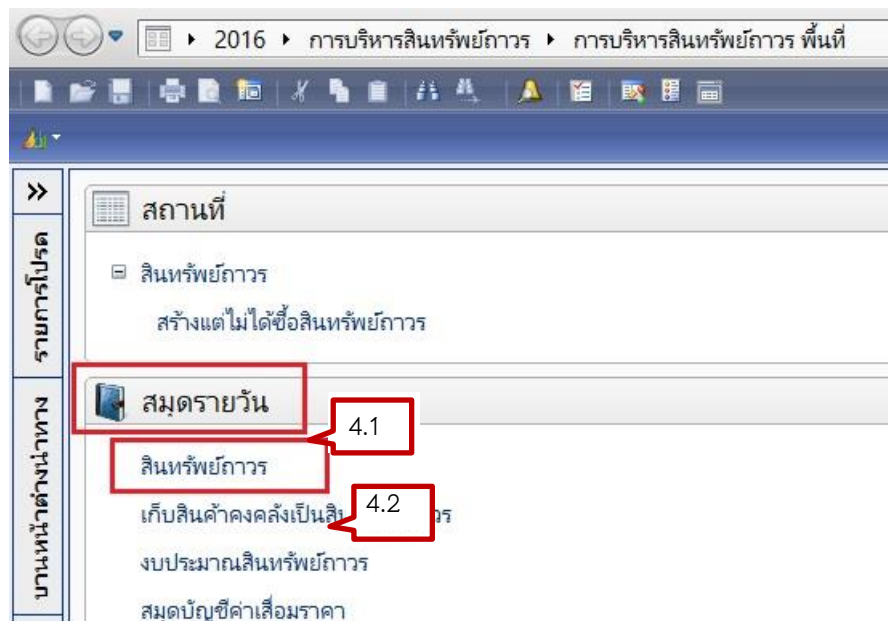 2016 การบริหารสินทรัพย์ถาวร การบริหารสินทรัพย์ถาวร พื้นที่
สถานที่
สินทรัพย์ถาวร
สร้างแต่ไม่ได้ซื้อสินทรัพย์ถาวร
รายการโปรด
สมุดรายวัน
4.1
สินทรัพย์ถาวร
4.2
เก็บสินค้าคงคลังเป็น
งบประมาณสินทรัพย์ถาวร
สมุดบัญชีค่าเสื่อมราคา
บานหน้าต่างนำทาง